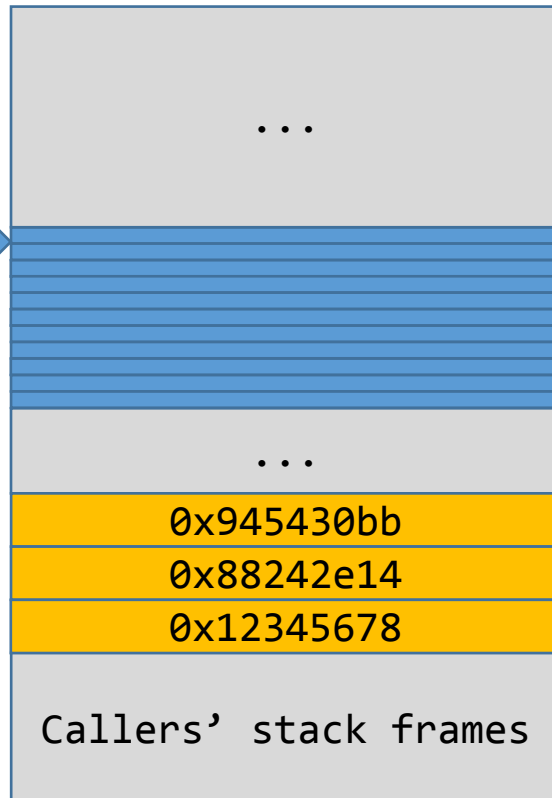 ...
...
0x945430bb
0x88242e14
0x12345678
Callers’ stack frames